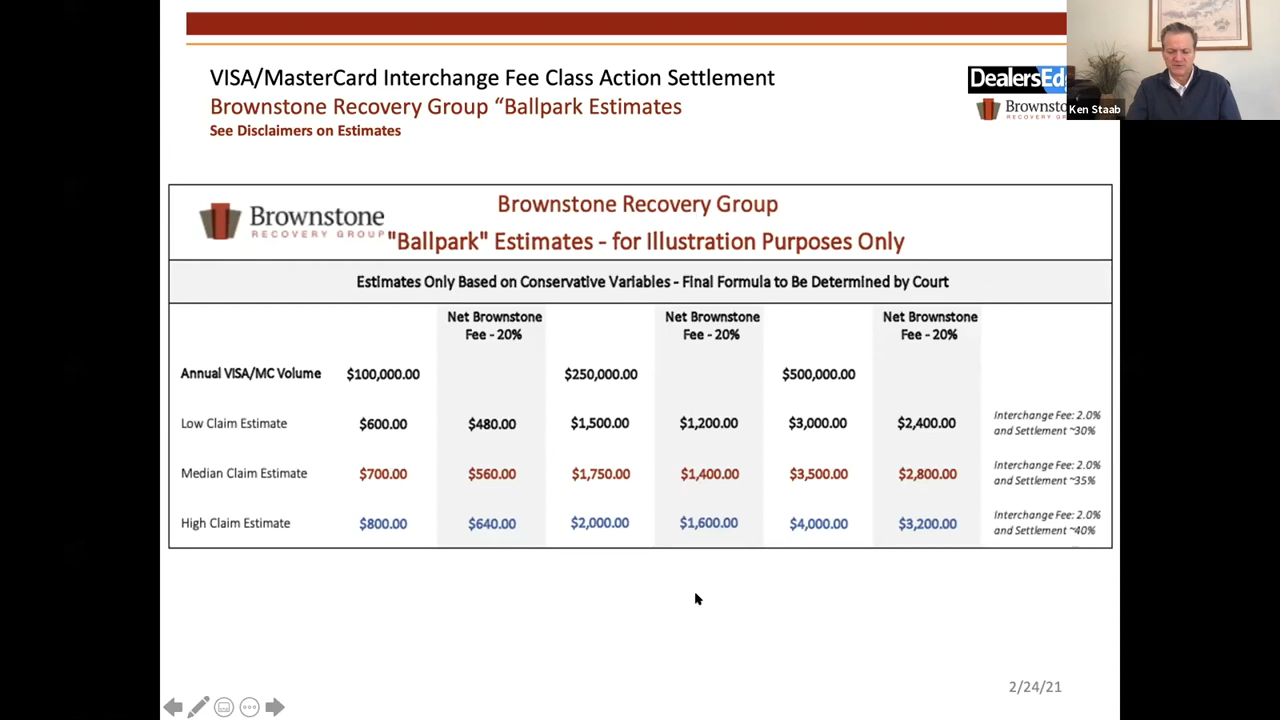 VISA/MasterCard Interchange Fee Class Action Settlement
Brownstone Recovery Group “Ballpark Estimates
See Disclaimers on Estimates
DealersEd
Brownsto
RECOVERY GR
Ken Staab
Brownstone
RECOVERY GROUP
Brownstone Recovery Group
"Ballpark" Estimates - for Illustration Purposes Only
Estimates Only Based on Conservative Variables - Final Formula to Be Determined by Court
Net Brownstone Net Brownstone Net Brownstone
Fee - 20% Fee - 20% Fee - 20%
Annual VISA/MC Volume $100,000.00 $250,000.00 $500,000.00
Low Claim Estimate $600.00 $480.00 $1,500.00 $1,200.00 $3,000.00 $2,400.00 Interchange Fee: 2.0%
and Settlement ~30%
Median Claim Estimate $700.00 $560.00 $1,750.00 $1,400.00 $3,500.00 $2,800.00 Interchange Fee: 2.0%
and Settlement ~35%
High Claim Estimate $800.00 $640.00 $2,000.00 $1,600.00 $4,000.00 $3,200.00 Interchange Fee: 2.0%
and Settlement ~40%
2/24/21